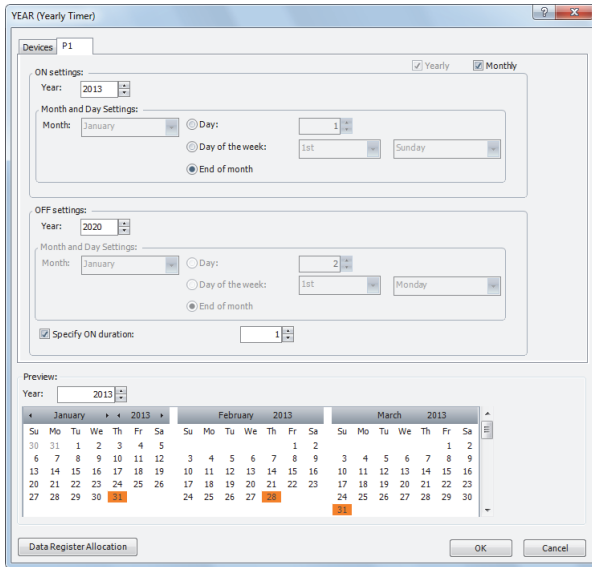 YEAR (Yearly Timer)
?
Devices P1
Yearly Monthly
ON settings:
Year: 2013
Month and Day Settings:
Month: January Day: 1
Day of the week: 1st Sunday
End of month
OFF settings:
Year: 2020
Month and Day Settings:
Month: January Day: 2
Day of the week: 1st Monday
End of month
Specify ON duration: 1
Preview:
Year: 2013
January 2013 February 2013 March 2013
Su Mo Tu We Th Fr Sa Su Mo Tu We Th Fr Sa Su Mo Tu We Th Fr Sa
30 31 1 2 3 4 5 1 2 1 2
6 7 8 9 10 11 12 3 4 5 6 7 8 9 3 4 5 6 7 8 9
13 14 15 16 17 18 19 10 11 12 13 14 15 16 10 11 12 13 14 15 16
20 21 22 23 24 25 26 17 18 19 20 21 22 23 17 18 19 20 21 22 23
27 28 29 30 31 24 25 26 27 28 24 25 26 27 28 29 30
31
Data Register Allocation OK Cancel